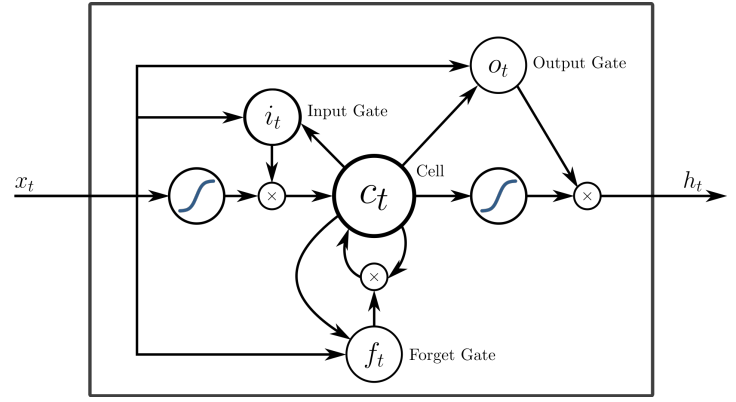 o_t Output Gate
i_t Input Gate
Cell
x_t
×
c_t
×
h_t
×
f_t Forget Gate